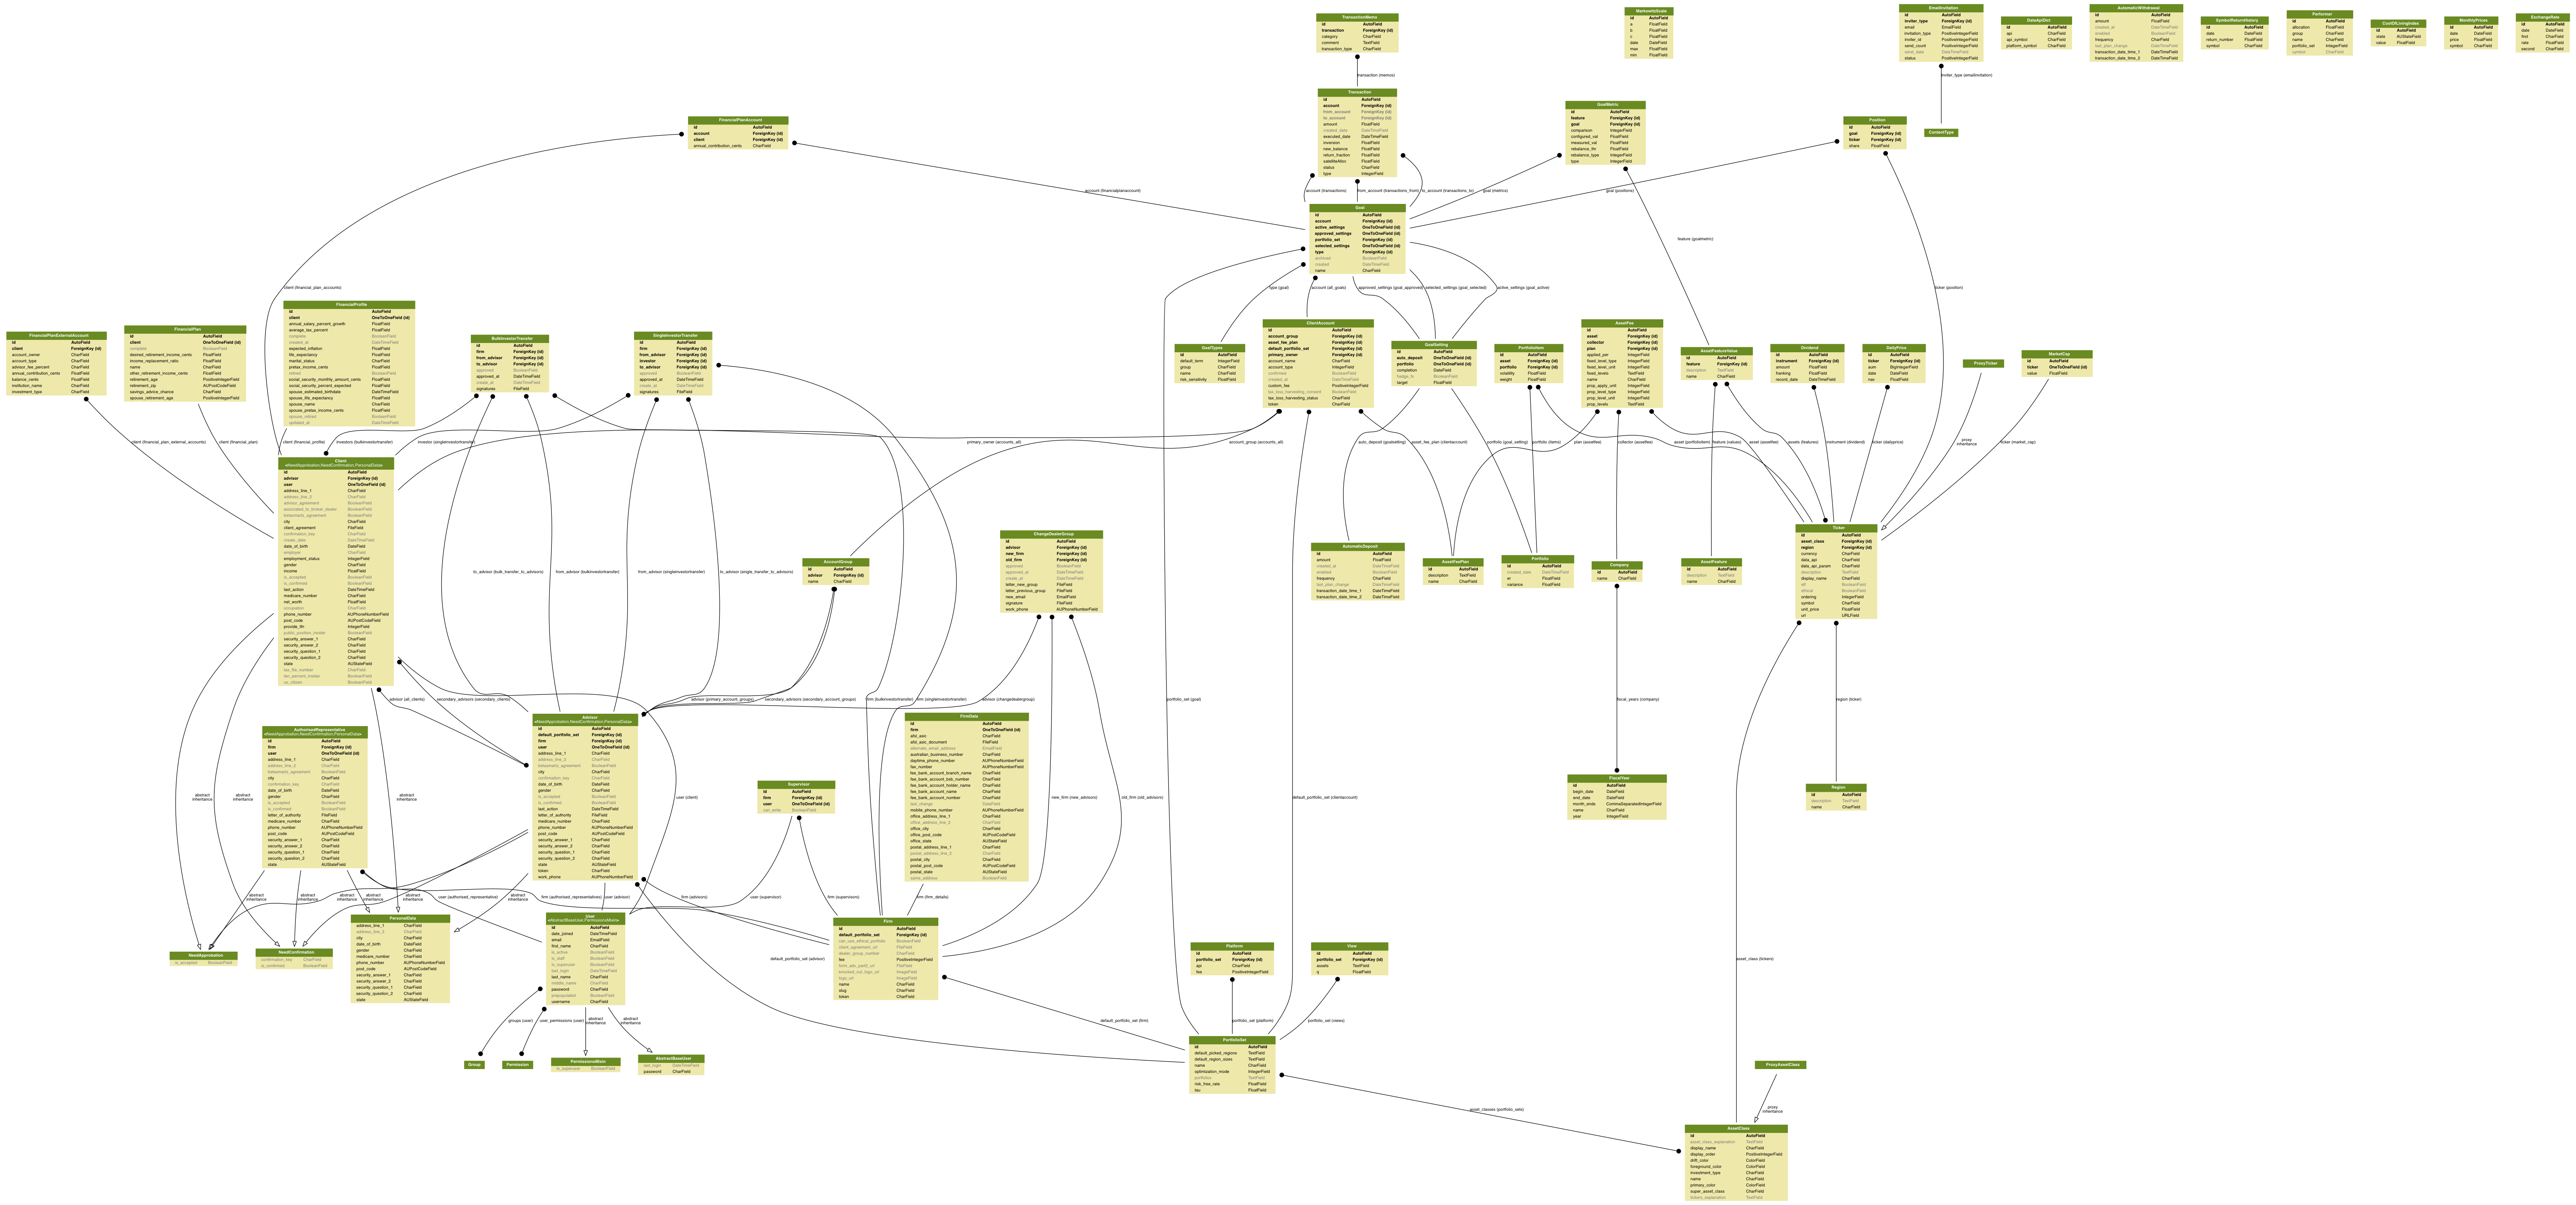 TransactionMemo
id AutoField
transaction ForeignKey (id)
category CharField
comment TextField
transaction_type CharField
MarkowitzScale
id AutoField
a FloatField
b FloatField
c FloatField
date DateField
max FloatField
min FloatField
EmailInvitation
id AutoField
inviter_type ForeignKey (id)
email EmailField
invitation_type PositiveIntegerField
inviter_id PositiveIntegerField
send_count PositiveIntegerField
send_date DateTimeField
status PositiveIntegerField
DataApiDict
id AutoField
api CharField
api_symbol CharField
platform_symbol CharField
AutomaticWithdrawal
id AutoField
amount FloatField
created_at DateTimeField
enabled BooleanField
frequency CharField
last_plan_change DateTimeField
transaction_date_time_1 DateTimeField
transaction_date_time_2 DateTimeField
SymbolReturnHistory
id AutoField
date DateField
return_number FloatField
symbol CharField
Performer
id AutoField
allocation FloatField
group CharField
name CharField
portfolio_set IntegerField
symbol CharField
CostOfLivingIndex
id AutoField
state AUStateField
value FloatField
MonthlyPrices
id AutoField
date DateField
price FloatField
symbol CharField
ExchangeRate
id AutoField
date DateField
first CharField
rate FloatField
second CharField
transaction (memos)
inviter_type (emailinvitation)
Transaction
id AutoField
account ForeignKey (id)
from_account ForeignKey (id)
to_account ForeignKey (id)
amount FloatField
created_date DateTimeField
executed_date DateTimeField
inversion FloatField
new_balance FloatField
return_fraction FloatField
satelliteAlloc FloatField
status CharField
type IntegerField
GoalMetric
id AutoField
feature ForeignKey (id)
goal ForeignKey (id)
comparison IntegerField
configured_val FloatField
measured_val FloatField
rebalance_thr FloatField
rebalance_type IntegerField
type IntegerField
FinancialPlanAccount
id AutoField
account ForeignKey (id)
client ForeignKey (id)
annual_contribution_cents CharField
Position
id AutoField
goal ForeignKey (id)
ticker ForeignKey (id)
share FloatField
ContentType
account (financialplanaccount)
account (transactions)
from_account (transactions_from)
to_account (transactions_to)
goal (metrics)
goal (positions)
Goal
id AutoField
account ForeignKey (id)
active_settings OneToOneField (id)
approved_settings OneToOneField (id)
portfolio_set ForeignKey (id)
selected_settings OneToOneField (id)
type ForeignKey (id)
archived BooleanField
created DateTimeField
name CharField
feature (goalmetric)
client (financial_plan_accounts)
type (goal)
account (all_goals)
approved_settings (goal_approved)
selected_settings (goal_selected)
active_settings (goal_active)
ticker (position)
FinancialPlanExternalAccount
id AutoField
client ForeignKey (id)
account_owner CharField
account_type CharField
advisor_fee_percent CharField
annual_contribution_cents CharField
balance_cents FloatField
institution_name CharField
investment_type CharField
FinancialPlan
id AutoField
client OneToOneField (id)
complete BooleanField
desired_retirement_income_cents FloatField
income_replacement_ratio FloatField
name CharField
other_retirement_income_cents FloatField
retirement_age PositiveIntegerField
retirement_zip AUPostCodeField
savings_advice_chance CharField
spouse_retirement_age PositiveIntegerField
FinancialProfile
id AutoField
client OneToOneField (id)
annual_salary_percent_growth FloatField
average_tax_percent FloatField
complete BooleanField
created_at DateTimeField
expected_inflation FloatField
life_expectancy FloatField
marital_status CharField
pretax_income_cents FloatField
retired BooleanField
social_security_monthly_amount_cents FloatField
social_security_percent_expected FloatField
spouse_estimated_birthdate DateTimeField
spouse_life_expectancy FloatField
spouse_name CharField
spouse_pretax_income_cents FloatField
spouse_retired BooleanField
updated_at DateTimeField
BulkInvestorTransfer
id AutoField
firm ForeignKey (id)
from_advisor ForeignKey (id)
to_advisor ForeignKey (id)
approved BooleanField
approved_at DateTimeField
create_at DateTimeField
signatures FileField
SingleInvestorTransfer
id AutoField
firm ForeignKey (id)
from_advisor ForeignKey (id)
investor ForeignKey (id)
to_advisor ForeignKey (id)
approved BooleanField
approved_at DateTimeField
create_at DateTimeField
signatures FileField
GoalTypes
id AutoField
default_term IntegerField
group CharField
name CharField
risk_sensitivity FloatField
ClientAccount
id AutoField
account_group ForeignKey (id)
asset_fee_plan ForeignKey (id)
default_portfolio_set ForeignKey (id)
primary_owner ForeignKey (id)
account_name CharField
account_type IntegerField
confirmed BooleanField
created_at DateTimeField
custom_fee PositiveIntegerField
tax_loss_harvesting_consent BooleanField
tax_loss_harvesting_status CharField
token CharField
GoalSetting
id AutoField
auto_deposit OneToOneField (id)
portfolio OneToOneField (id)
completion DateField
hedge_fx BooleanField
target FloatField
PortfolioItem
id AutoField
asset ForeignKey (id)
portfolio ForeignKey (id)
volatility FloatField
weight FloatField
AssetFee
id AutoField
asset ForeignKey (id)
collector ForeignKey (id)
plan ForeignKey (id)
applied_per IntegerField
fixed_level_type IntegerField
fixed_level_unit IntegerField
fixed_levels TextField
name CharField
prop_apply_unit IntegerField
prop_level_type IntegerField
prop_level_unit IntegerField
prop_levels TextField
AssetFeatureValue
id AutoField
feature ForeignKey (id)
description TextField
name CharField
Dividend
id AutoField
instrument ForeignKey (id)
amount FloatField
franking FloatField
record_date DateTimeField
DailyPrice
id AutoField
ticker ForeignKey (id)
aum BigIntegerField
date DateField
nav FloatField
ProxyTicker
MarketCap
id AutoField
ticker OneToOneField (id)
value FloatField
client (financial_plan_external_accounts)
client (financial_plan)
client (financial_profile)
investors (bulkinvestortransfer)
investor (singleinvestortransfer)
primary_owner (accounts_all)
account_group (accounts_all)
auto_deposit (goalsetting)
asset_fee_plan (clientaccount)
portfolio (goal_setting)
portfolio (items)
plan (assetfee)
collector (assetfee)
asset (portfolioitem)
feature (values)
asset (assetfee)
assets (features)
instrument (dividend)
ticker (dailyprice)
proxy
inheritance
ticker (market_cap)
Client
«NeedApprobation,NeedConfirmation,PersonalData»
id AutoField
advisor ForeignKey (id)
user OneToOneField (id)
address_line_1 CharField
address_line_2 CharField
advisor_agreement BooleanField
associated_to_broker_dealer BooleanField
betasmartz_agreement BooleanField
city CharField
client_agreement FileField
confirmation_key CharField
create_date DateTimeField
date_of_birth DateField
employer CharField
employment_status IntegerField
gender CharField
income FloatField
is_accepted BooleanField
is_confirmed BooleanField
last_action DateTimeField
medicare_number CharField
net_worth FloatField
occupation CharField
phone_number AUPhoneNumberField
post_code AUPostCodeField
provide_tfn IntegerField
public_position_insider BooleanField
security_answer_1 CharField
security_answer_2 CharField
security_question_1 CharField
security_question_2 CharField
state AUStateField
tax_file_number CharField
ten_percent_insider BooleanField
us_citizen BooleanField
to_advisor (bulk_transfer_to_advisors)
from_advisor (bulkinvestortransfer)
from_advisor (singleinvestortransfer)
to_advisor (single_transfer_to_advisors)
AccountGroup
id AutoField
advisor ForeignKey (id)
name CharField
ChangeDealerGroup
id AutoField
advisor ForeignKey (id)
new_firm ForeignKey (id)
old_firm ForeignKey (id)
approved BooleanField
approved_at DateTimeField
create_at DateTimeField
letter_new_group FileField
letter_previous_group FileField
new_email EmailField
signature FileField
work_phone AUPhoneNumberField
AutomaticDeposit
id AutoField
amount FloatField
created_at DateTimeField
enabled BooleanField
frequency CharField
last_plan_change DateTimeField
transaction_date_time_1 DateTimeField
transaction_date_time_2 DateTimeField
AssetFeePlan
id AutoField
description TextField
name CharField
Portfolio
id AutoField
created_date DateTimeField
er FloatField
variance FloatField
Company
id AutoField
name CharField
AssetFeature
id AutoField
description TextField
name CharField
Ticker
id AutoField
asset_class ForeignKey (id)
region ForeignKey (id)
currency CharField
data_api CharField
data_api_param CharField
description TextField
display_name CharField
etf BooleanField
ethical BooleanField
ordering IntegerField
symbol CharField
unit_price FloatField
url URLField
advisor (all_clients)
secondary_advisors (secondary_clients)
advisor (primary_account_groups)
secondary_advisors (secondary_account_groups)
firm (bulkinvestortransfer)
firm (singleinvestortransfer)
advisor (changedealergroup)
portfolio_set (goal)
fiscal_years (company)
region (ticker)
AuthorisedRepresentative
«NeedApprobation,NeedConfirmation,PersonalData»
id AutoField
firm ForeignKey (id)
user OneToOneField (id)
address_line_1 CharField
address_line_2 CharField
betasmartz_agreement BooleanField
city CharField
confirmation_key CharField
date_of_birth DateField
gender CharField
is_accepted BooleanField
is_confirmed BooleanField
letter_of_authority FileField
medicare_number CharField
phone_number AUPhoneNumberField
post_code AUPostCodeField
security_answer_1 CharField
security_answer_2 CharField
security_question_1 CharField
security_question_2 CharField
state AUStateField
Advisor
«NeedApprobation,NeedConfirmation,PersonalData»
id AutoField
default_portfolio_set ForeignKey (id)
firm ForeignKey (id)
user OneToOneField (id)
address_line_1 CharField
address_line_2 CharField
betasmartz_agreement BooleanField
city CharField
confirmation_key CharField
date_of_birth DateField
gender CharField
is_accepted BooleanField
is_confirmed BooleanField
last_action DateTimeField
letter_of_authority FileField
medicare_number CharField
phone_number AUPhoneNumberField
post_code AUPostCodeField
security_answer_1 CharField
security_answer_2 CharField
security_question_1 CharField
security_question_2 CharField
state AUStateField
token CharField
work_phone AUPhoneNumberField
user (client)
Supervisor
id AutoField
firm ForeignKey (id)
user OneToOneField (id)
can_write BooleanField
FirmData
id AutoField
firm OneToOneField (id)
afsl_asic CharField
afsl_asic_document FileField
alternate_email_address EmailField
australian_business_number CharField
daytime_phone_number AUPhoneNumberField
fax_number AUPhoneNumberField
fee_bank_account_branch_name CharField
fee_bank_account_bsb_number CharField
fee_bank_account_holder_name CharField
fee_bank_account_name CharField
fee_bank_account_number CharField
last_change DateField
mobile_phone_number AUPhoneNumberField
office_address_line_1 CharField
office_address_line_2 CharField
office_city CharField
office_post_code AUPostCodeField
office_state AUStateField
postal_address_line_1 CharField
postal_address_line_2 CharField
postal_city CharField
postal_post_code AUPostCodeField
postal_state AUStateField
same_address BooleanField
new_firm (new_advisors)
old_firm (old_advisors)
default_portfolio_set (clientaccount)
FiscalYear
id AutoField
begin_date DateField
end_date DateField
month_ends CommaSeparatedIntegerField
name CharField
year IntegerField
Region
id AutoField
description TextField
name CharField
abstract
inheritance
abstract
inheritance
abstract
inheritance
abstract
inheritance
abstract
inheritance
abstract
inheritance
abstract
inheritance
abstract
inheritance
abstract
inheritance
user (authorised_representative)
firm (authorised_representatives)
user (advisor)
firm (advisors)
user (supervisor)
firm (supervisors)
firm (firm_details)
NeedApprobation
is_accepted BooleanField
NeedConfirmation
confirmation_key CharField
is_confirmed BooleanField
PersonalData
address_line_1 CharField
address_line_2 CharField
city CharField
date_of_birth DateField
gender CharField
medicare_number CharField
phone_number AUPhoneNumberField
post_code AUPostCodeField
security_answer_1 CharField
security_answer_2 CharField
security_question_1 CharField
security_question_2 CharField
state AUStateField
User
«AbstractBaseUser,PermissionsMixin»
id AutoField
date_joined DateTimeField
email EmailField
first_name CharField
is_active BooleanField
is_staff BooleanField
is_superuser BooleanField
last_login DateTimeField
last_name CharField
middle_name CharField
password CharField
prepopulated BooleanField
username CharField
default_portfolio_set (advisor)
Firm
id AutoField
default_portfolio_set ForeignKey (id)
can_use_ethical_portfolio BooleanField
client_agreement_url FileField
dealer_group_number CharField
fee PositiveIntegerField
form_adv_part2_url FileField
knocked_out_logo_url ImageField
logo_url ImageField
name CharField
slug CharField
token CharField
Platform
id AutoField
portfolio_set ForeignKey (id)
api CharField
fee PositiveIntegerField
View
id AutoField
portfolio_set ForeignKey (id)
assets TextField
q FloatField
asset_class (tickers)
groups (user)
user_permissions (user)
abstract
inheritance
abstract
inheritance
default_portfolio_set (firm)
portfolio_set (platform)
portfolio_set (views)
Group
Permission
PermissionsMixin
is_superuser BooleanField
AbstractBaseUser
last_login DateTimeField
password CharField
PortfolioSet
id AutoField
default_picked_regions TextField
default_region_sizes TextField
name CharField
optimization_mode IntegerField
portfolios TextField
risk_free_rate FloatField
tau FloatField
ProxyAssetClass
asset_classes (portfolio_sets)
proxy
inheritance
AssetClass
id AutoField
asset_class_explanation TextField
display_name CharField
display_order PositiveIntegerField
drift_color ColorField
foreground_color ColorField
investment_type CharField
name CharField
primary_color ColorField
super_asset_class CharField
tickers_explanation TextField